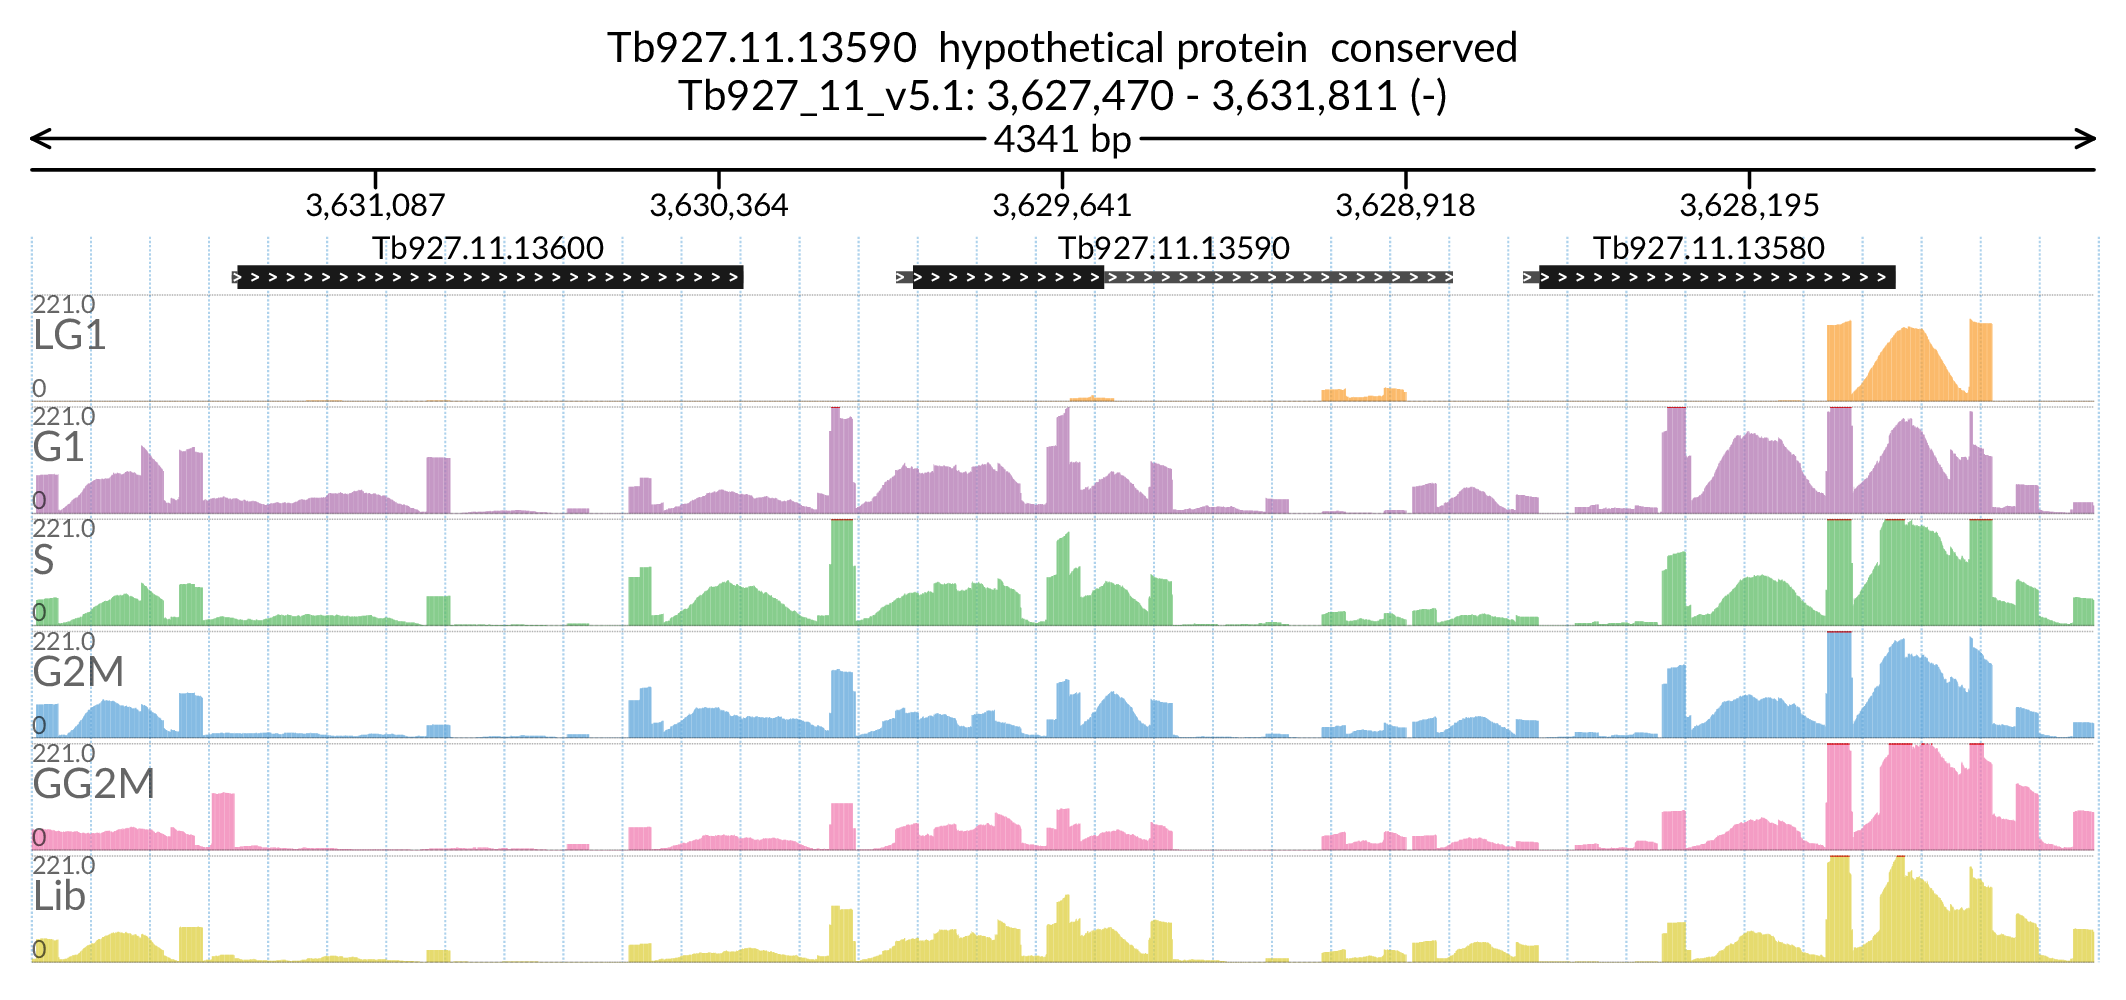 Tb927.11.13590 hypothetical protein conserved
Tb927_11_v5.1: 3,627,470 - 3,631,811 (-)
4341 bp
3,631,087 3,630,364 3,629,641 3,628,918 3,628,195
Tb927.11.13600 Tb927.11.13590 Tb927.11.13580
221.0
LG1
0
221.0
G1
0
221.0
S
0
221.0
G2M
0
221.0
GG2M
0
221.0
Lib
0